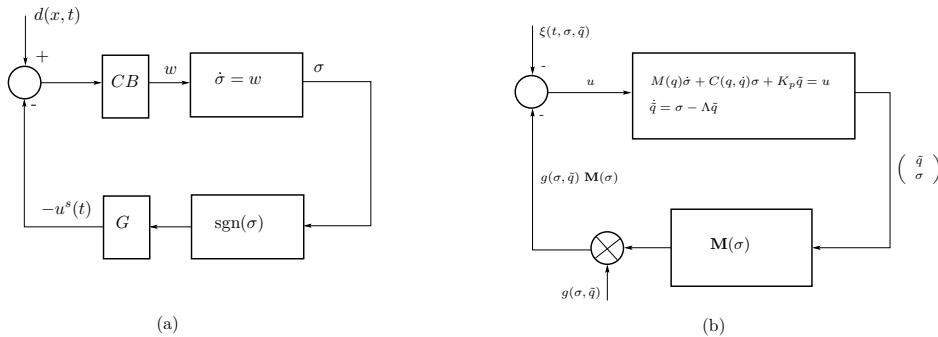 d(x, t)
+
-
CB
w
σ̇ = w
σ
-u^s(t)
G
sgn(σ)
(a)
ξ(t, σ, q̃)
-
-
u
M(q)σ̇ + C(q, q̇)σ + K_p q̃ = u
q̃̇ = σ − Λq̃
g(σ, q̃) M(σ)
( q̃
σ )
M(σ)
g(σ, q̃)
(b)